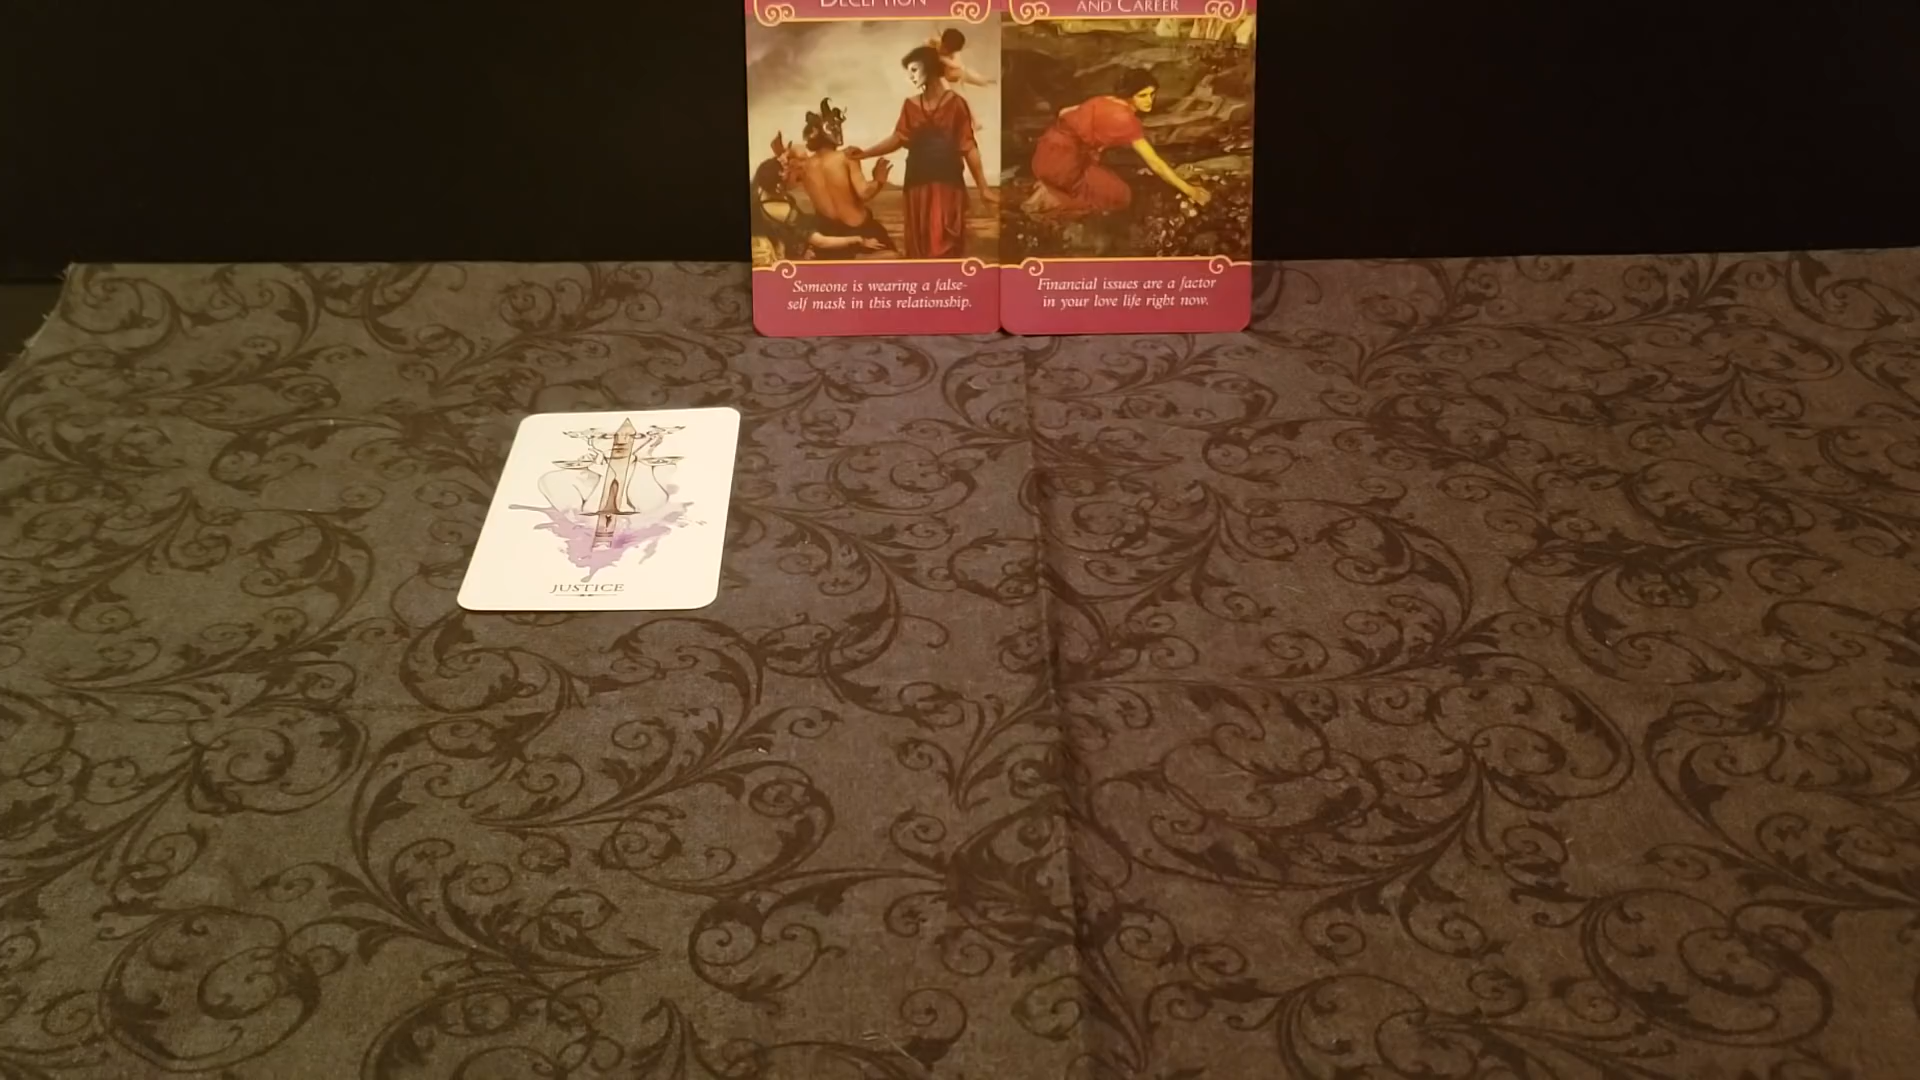 DECEPTION
AND CAREER
Someone is wearing a false-
self mask in this relationship.
Financial issues are a factor
in your love life right now.
JUSTICE